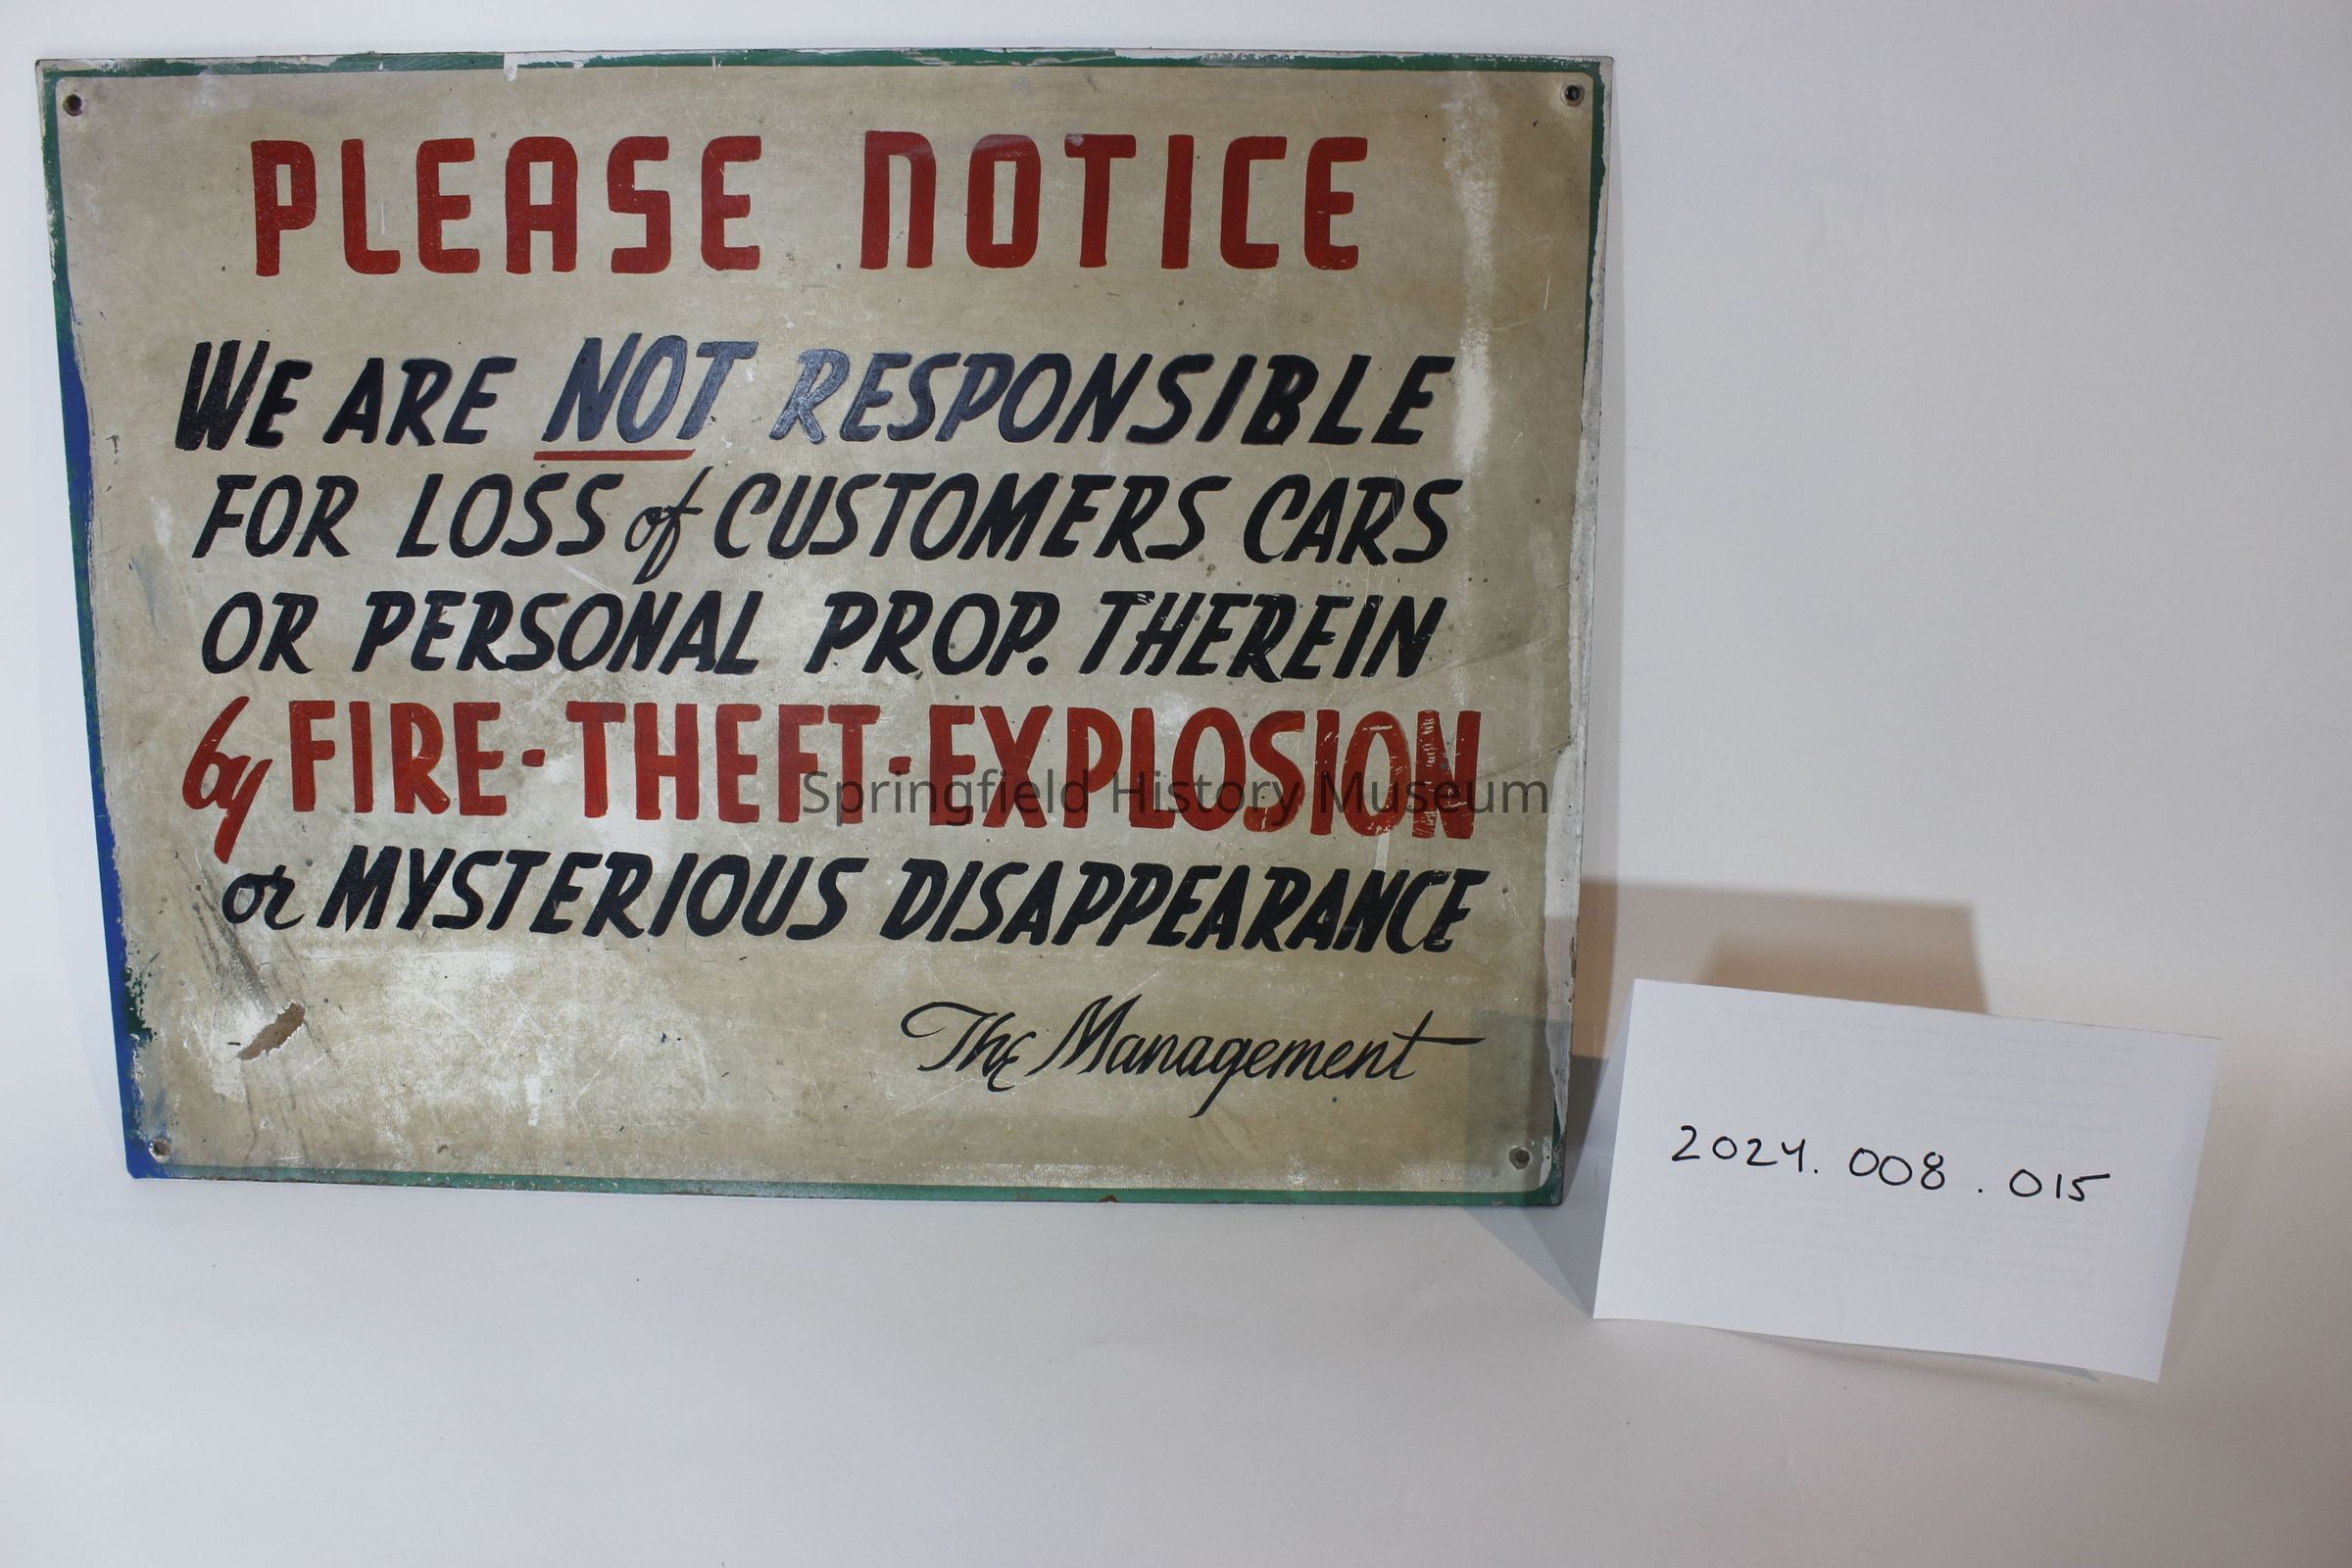 PLEASE NOTICE
WE ARE NOT RESPONSIBLE
FOR LOSS of CUSTOMERS CARS
OR PERSONAL PROP. THEREIN
by FIRE-THEFT-EXPLOSION
or MYSTERIOUS DISAPPEARANCE
The Management
Springfield History Museum
2024.008.015